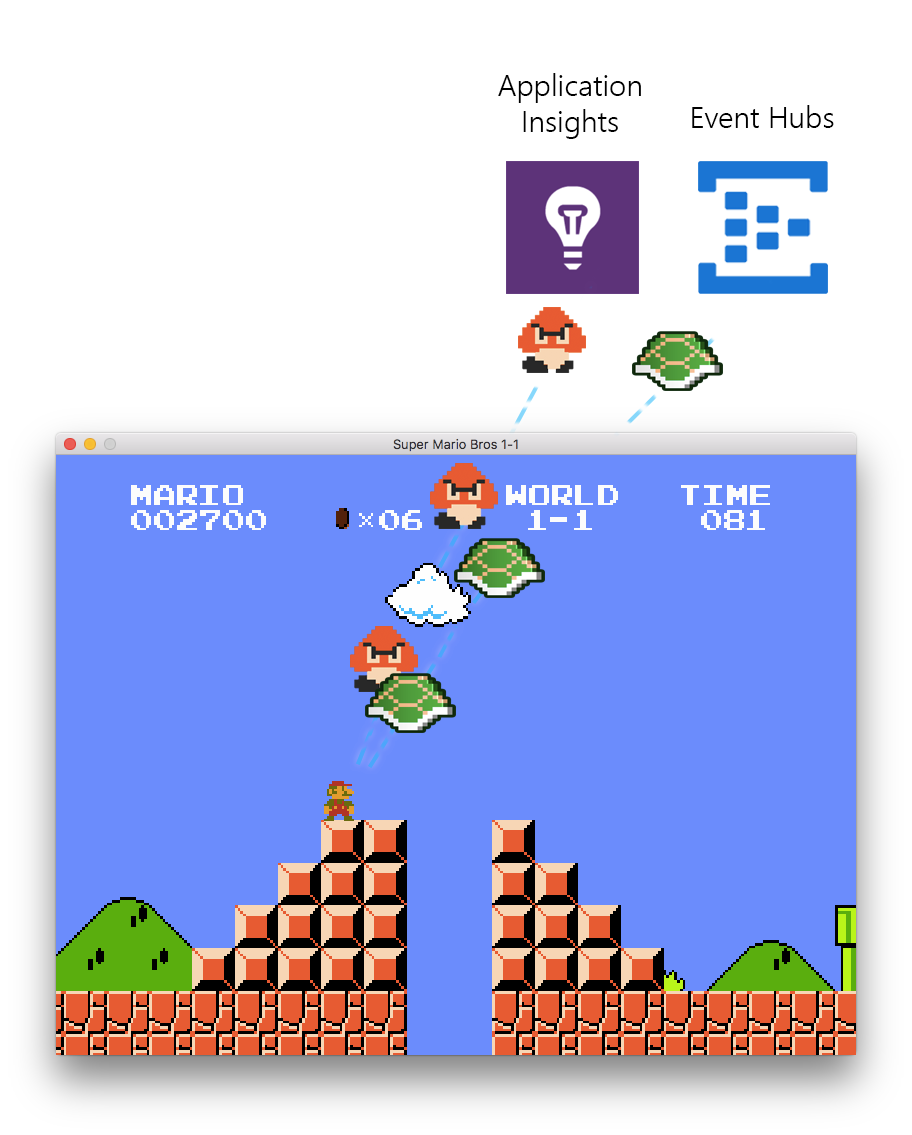 Application
Insights
Event Hubs
Super Mario Bros 1-1
MARIO WORLD TIME
002700 ×06 1-1 081